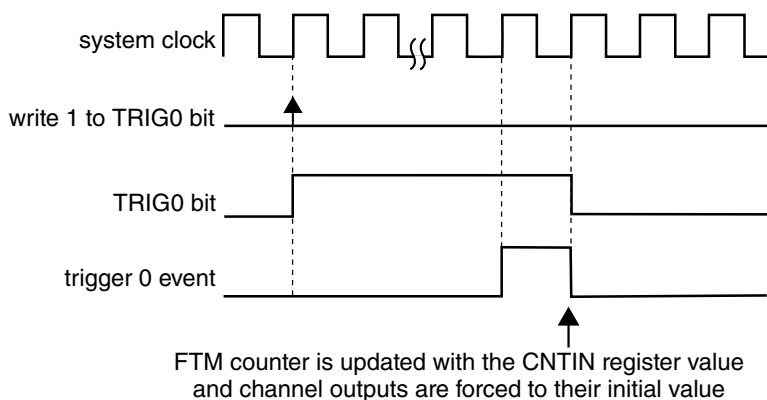 system clock
write 1 to TRIG0 bit
TRIG0 bit
trigger 0 event
FTM counter is updated with the CNTIN register value
and channel outputs are forced to their initial value